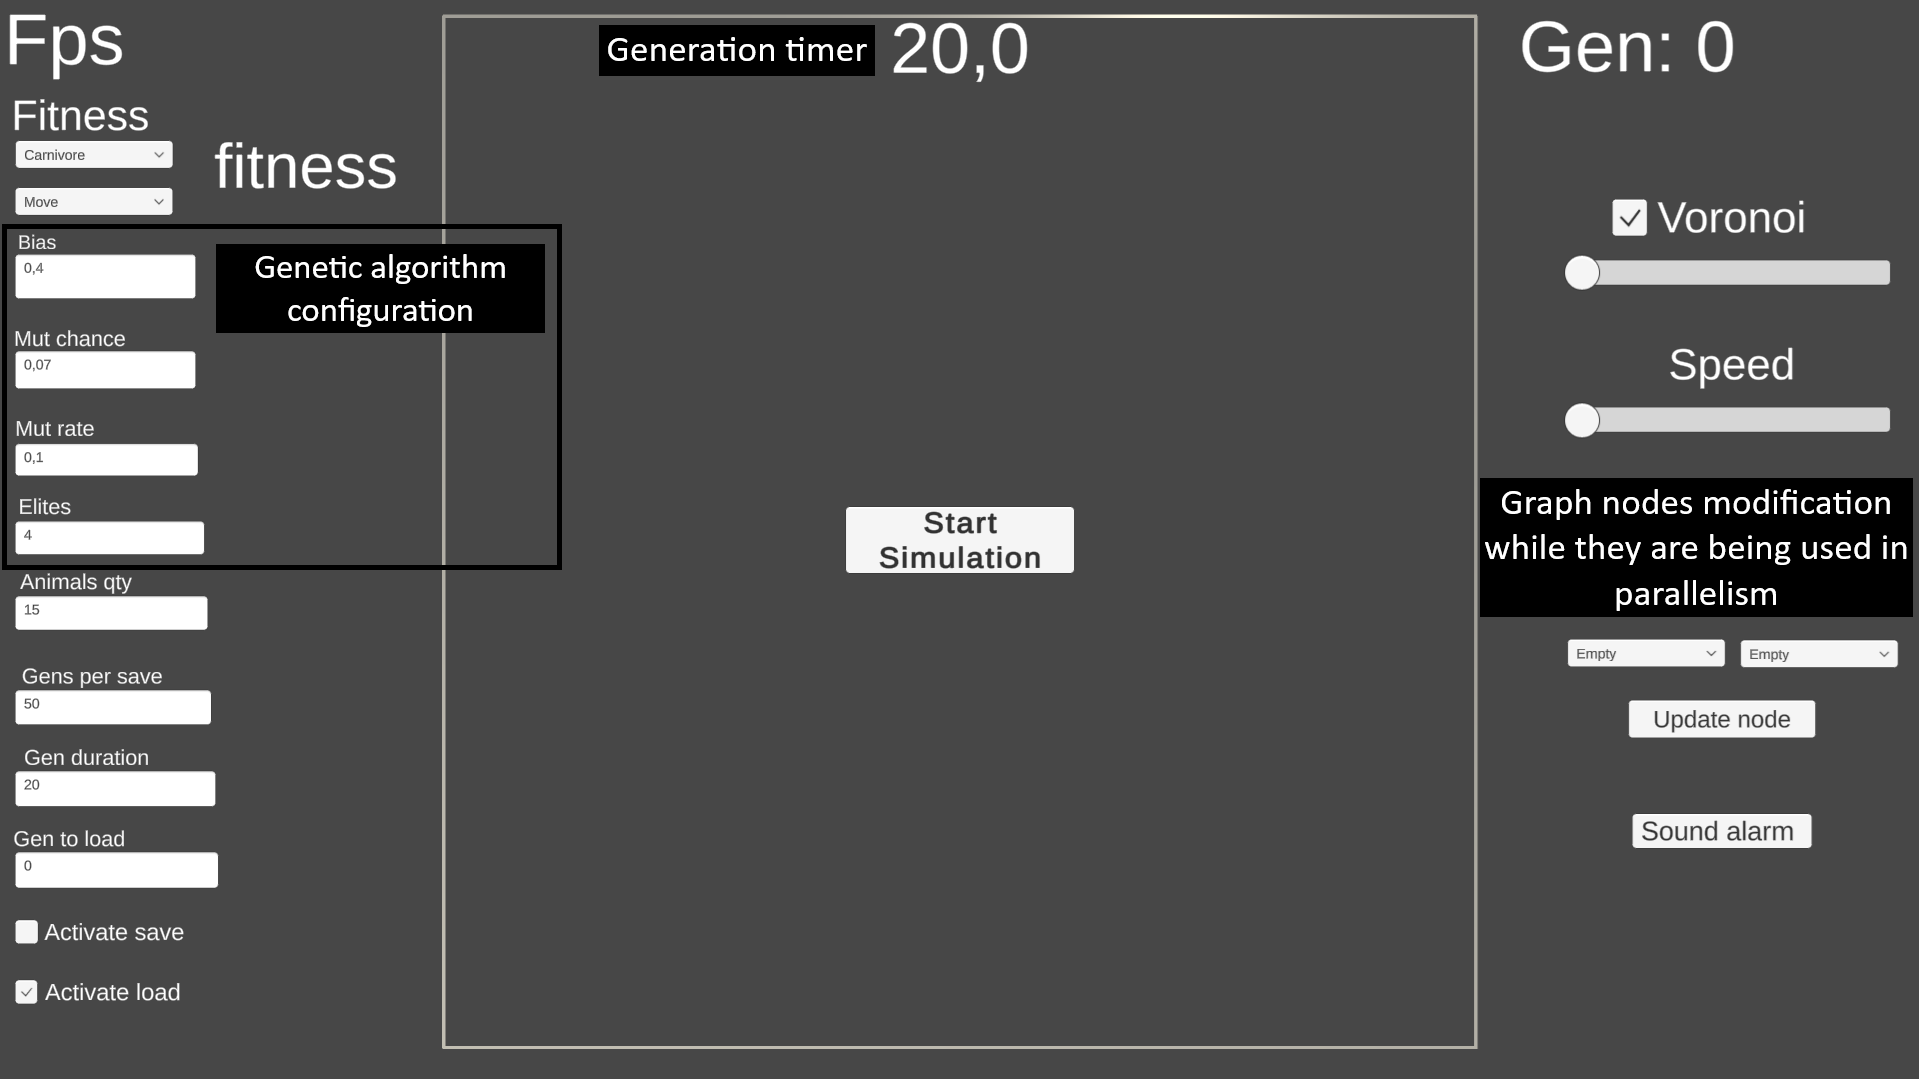 Fps
Generation timer 20,0
Gen: 0
Fitness
Carnivore
fitness
Move
Bias
0,4
Genetic algorithm
configuration
Mut chance
0,07
Mut rate
0,1
Elites
4
Animals qty
15
Gens per save
50
Gen duration
20
Gen to load
0
Activate save
Activate load
Start
Simulation
Voronoi
Speed
Graph nodes modification
while they are being used in
parallelism
Empty Empty
Update node
Sound alarm